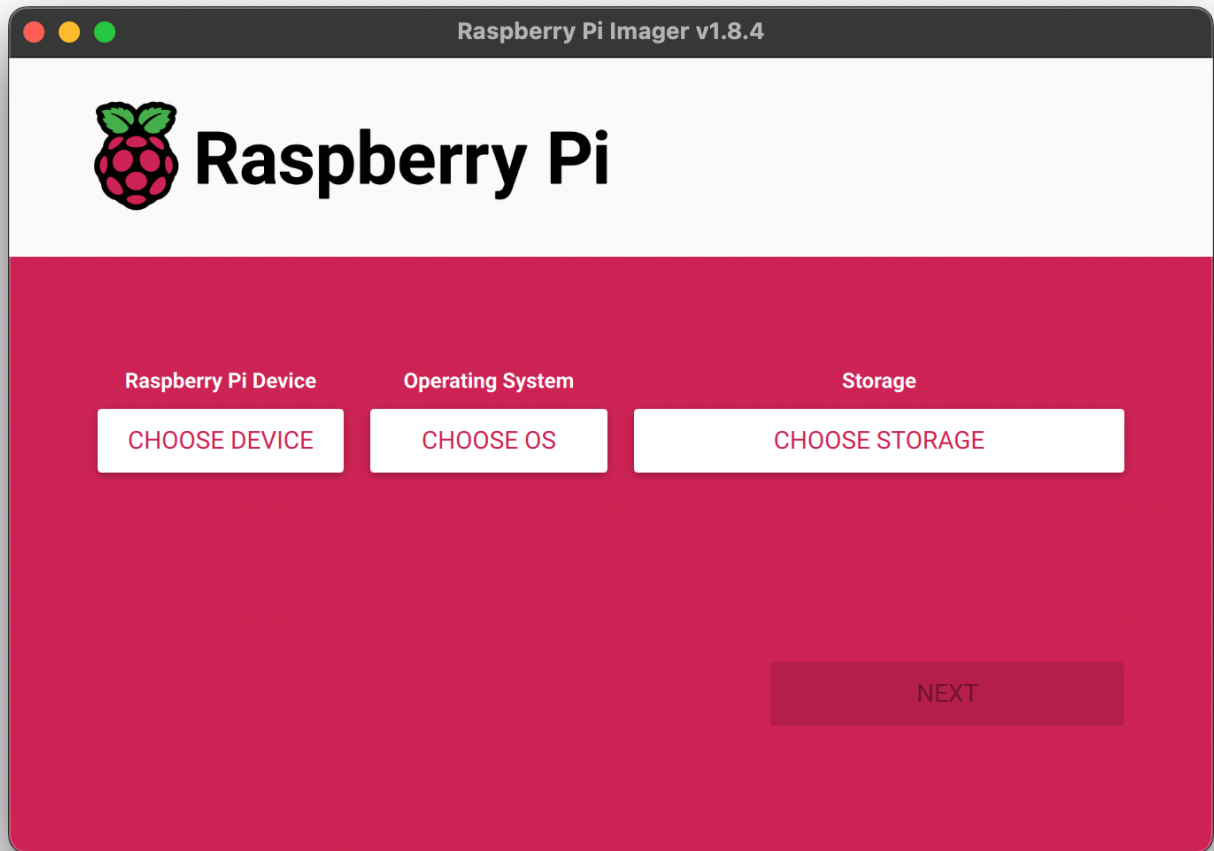 Raspberry Pi Imager v1.8.4
Raspberry Pi
Raspberry Pi Device
Operating System
Storage
CHOOSE DEVICE
CHOOSE OS
CHOOSE STORAGE
NEXT